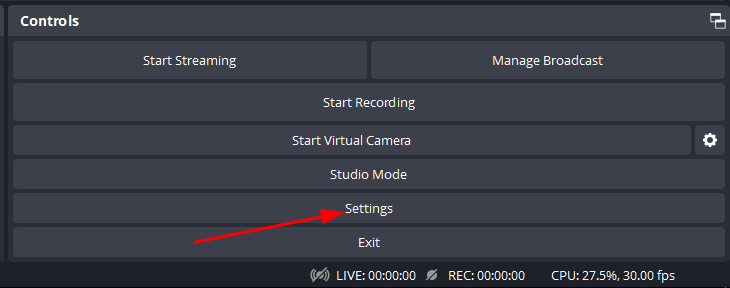 Controls
Start Streaming
Manage Broadcast
Start Recording
Start Virtual Camera
Studio Mode
Settings
Exit
LIVE: 00:00:00 REC: 00:00:00 CPU: 27.5%, 30.00 fps